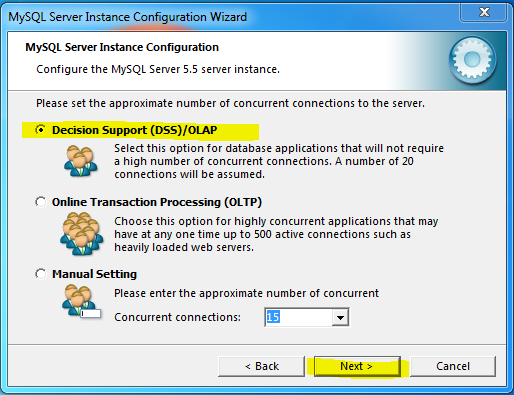 MySQL Server Instance Configuration Wizard
MySQL Server Instance Configuration
Configure the MySQL Server 5.5 server instance.
Please set the approximate number of concurrent connections to the server.
Decision Support (DSS)/OLAP
Select this option for database applications that will not require
a high number of concurrent connections. A number of 20
connections will be assumed.
Online Transaction Processing (OLTP)
Choose this option for highly concurrent applications that may
have at any one time up to 500 active connections such as
heavily loaded web servers.
Manual Setting
Please enter the approximate number of concurrent
Concurrent connections: 15
< Back Next > Cancel